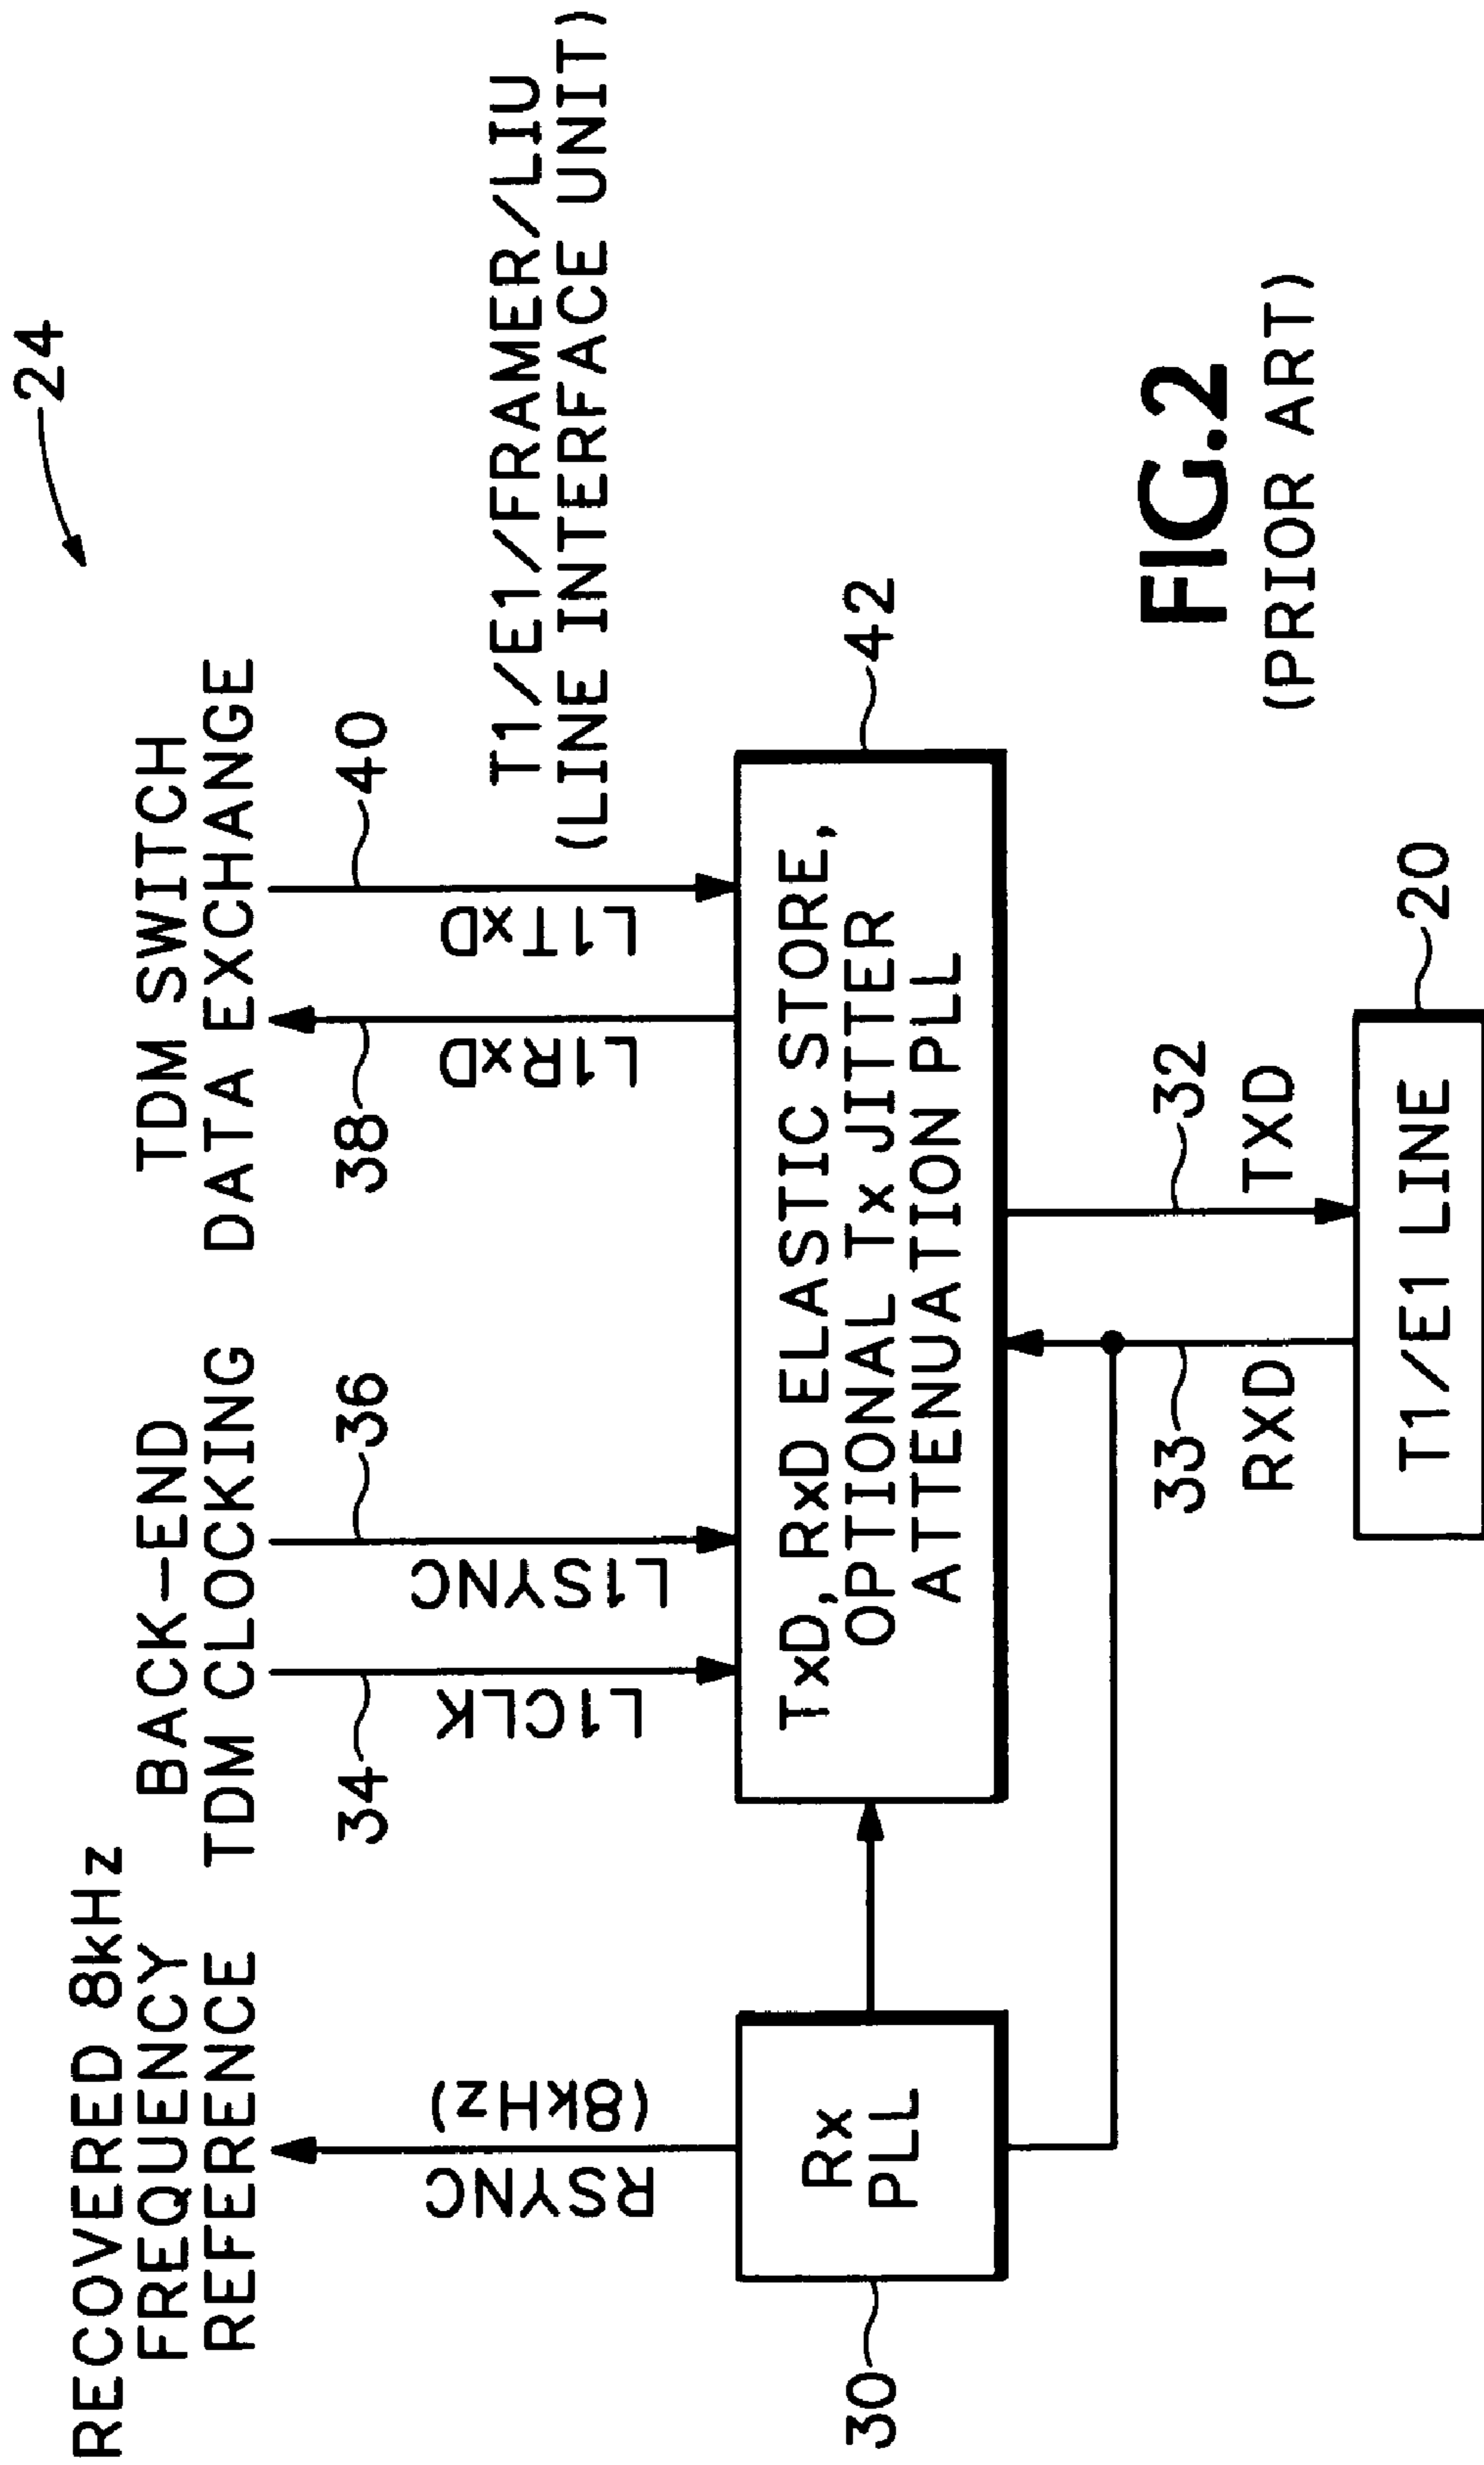 24
RECOVERED 8kHz
FREQUENCY
REFERENCE
BACK-END
TDM CLOCKING
TDM SWITCH
DATA EXCHANGE
34
36
38
40
RSYNC
(8kHz)
L1CLK
L1SYNC
L1RxD
L1TxD
T1/E1/FRAMER/LIU
(LINE INTERFACE UNIT)
30
Rx
PLL
TxD, RxD ELASTIC STORE,
OPTIONAL Tx JITTER
ATTENUATION PLL
42
33
RXD
32
TXD
T1/E1 LINE
20
FIG.2
(PRIOR ART)